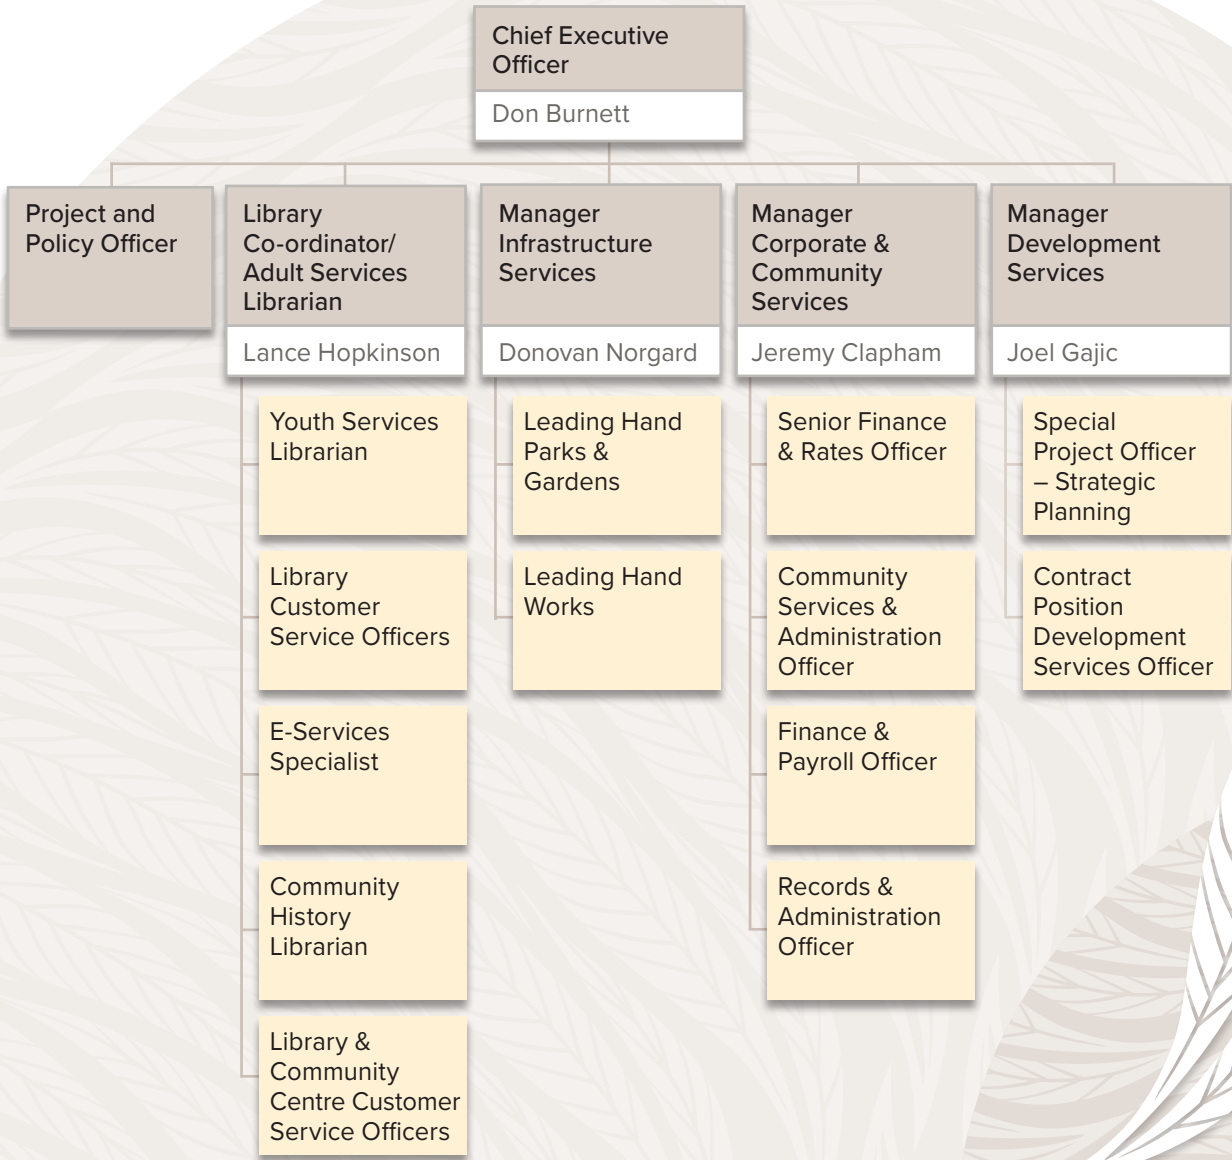 Chief Executive
Officer
Don Burnett
Project and
Policy Officer
Library
Co-ordinator/
Adult Services
Librarian
Lance Hopkinson
Youth Services
Librarian
Library
Customer
Service Officers
E-Services
Specialist
Community
History
Librarian
Library &
Community
Centre Customer
Service Officers
Manager
Infrastructure
Services
Donovan Norgard
Leading Hand
Parks &
Gardens
Leading Hand
Works
Manager
Corporate &
Community
Services
Jeremy Clapham
Senior Finance
& Rates Officer
Community
Services &
Administration
Officer
Finance &
Payroll Officer
Records &
Administration
Officer
Manager
Development
Services
Joel Gajic
Special
Project Officer
– Strategic
Planning
Contract
Position
Development
Services Officer